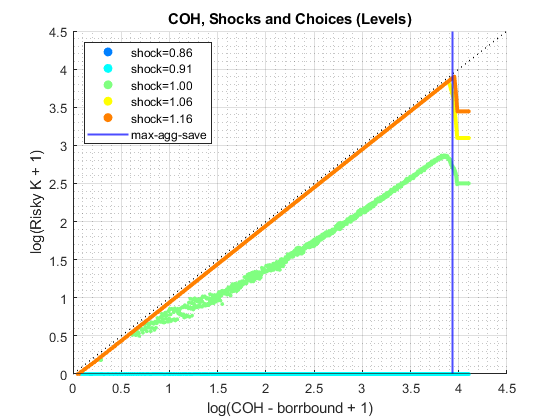 COH, Shocks and Choices (Levels)
4.5
4
3.5
3
2.5
2
1.5
1
0.5
0
log(Risky K + 1)
shock=0.86
shock=0.91
shock=1.00
shock=1.06
shock=1.16
max-agg-save
0 0.5 1 1.5 2 2.5 3 3.5 4 4.5
log(COH - borrbound + 1)